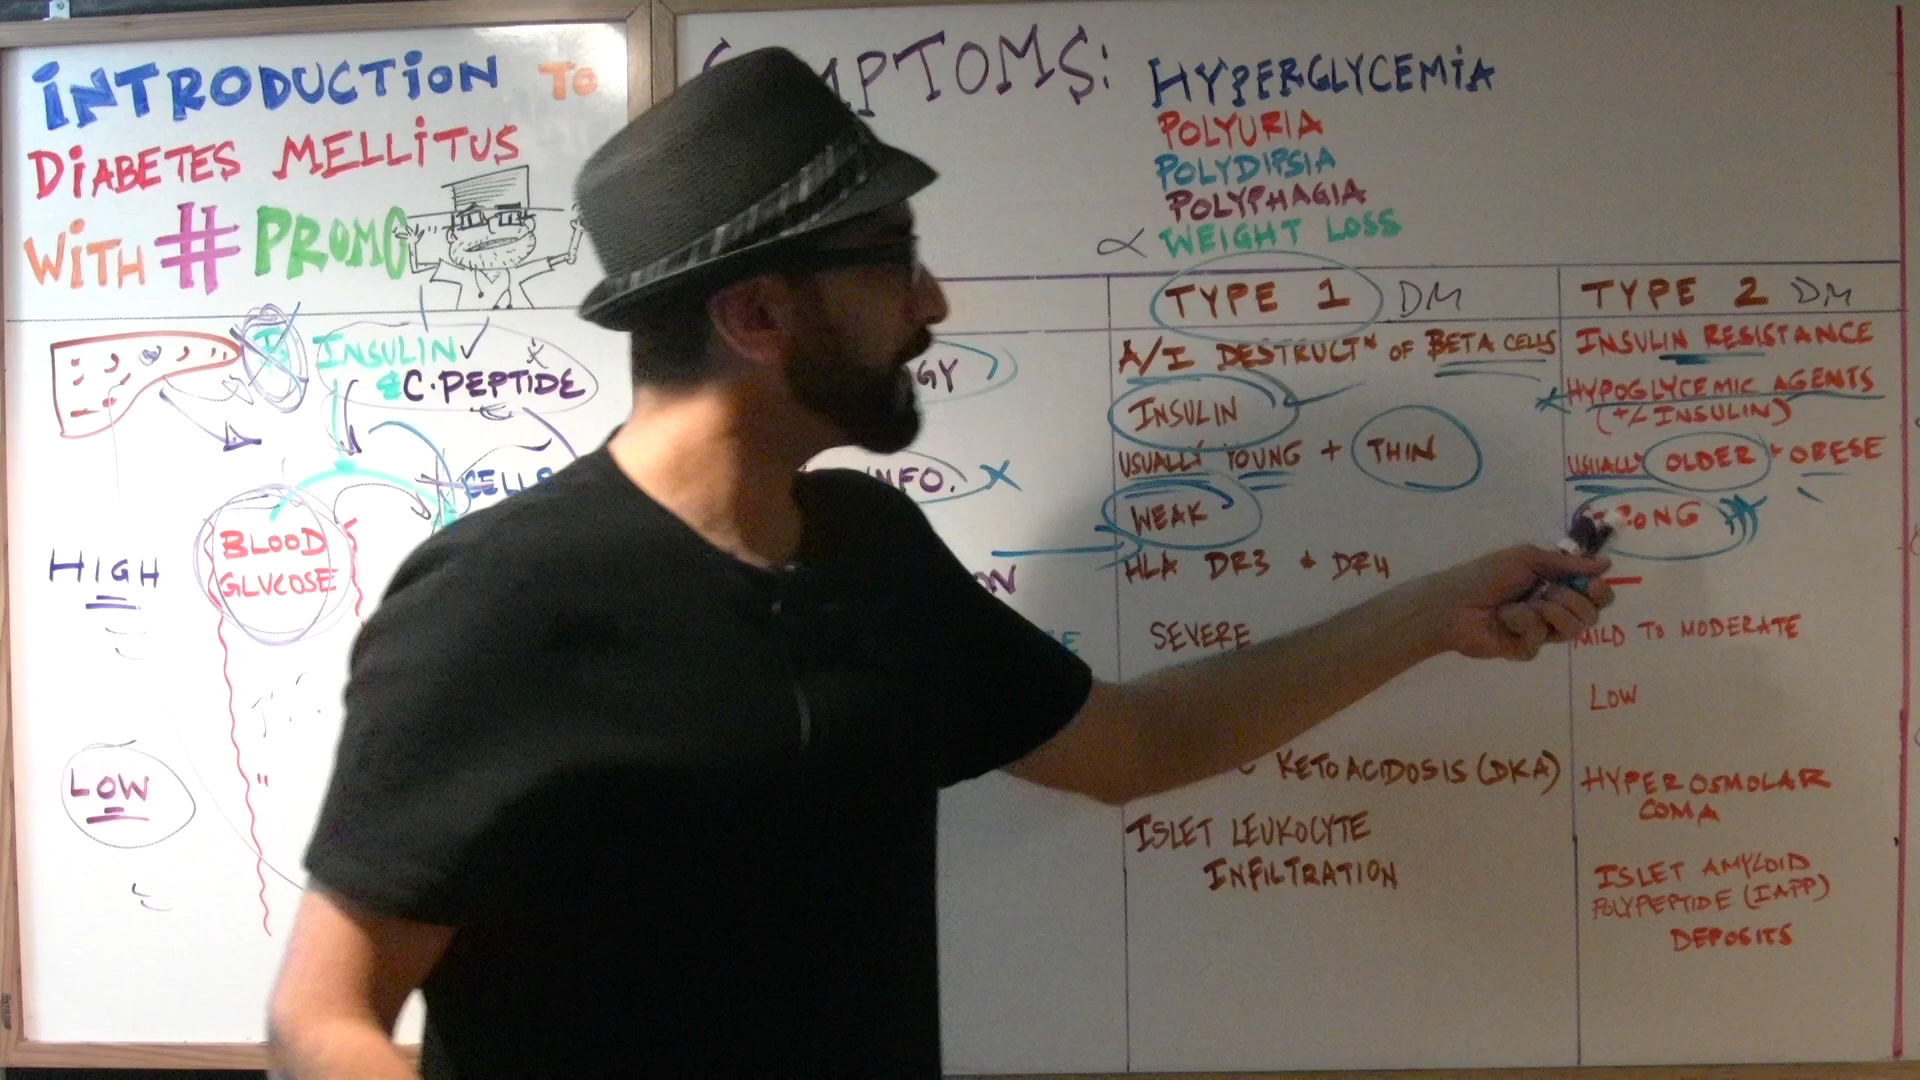 INTRODUCTION TO
DIABETES MELLITUS
WITH # PROMO
INSULIN ✓
& C-PEPTIDE
CELLS
HIGH
BLOOD
GLUCOSE
LOW
SYMPTOMS: HYPERGLYCEMIA
POLYURIA
POLYDIPSIA
POLYPHAGIA
WEIGHT LOSS
TYPE 1 DM
A/I DESTRUCTᴺ OF BETA CELLS
INSULIN
USUALLY YOUNG + THIN
WEAK
HLA DR3 + DR4
SEVERE
KETOACIDOSIS (DKA)
ISLET LEUKOCYTE
INFILTRATION
TYPE 2 DM
INSULIN RESISTANCE
HYPOGLYCEMIC AGENTS
(+/- INSULIN)
USUALLY OLDER + OBESE
STRONG
—
MILD TO MODERATE
LOW
HYPEROSMOLAR
COMA
ISLET AMYLOID
POLYPEPTIDE (IAPP)
DEPOSITS